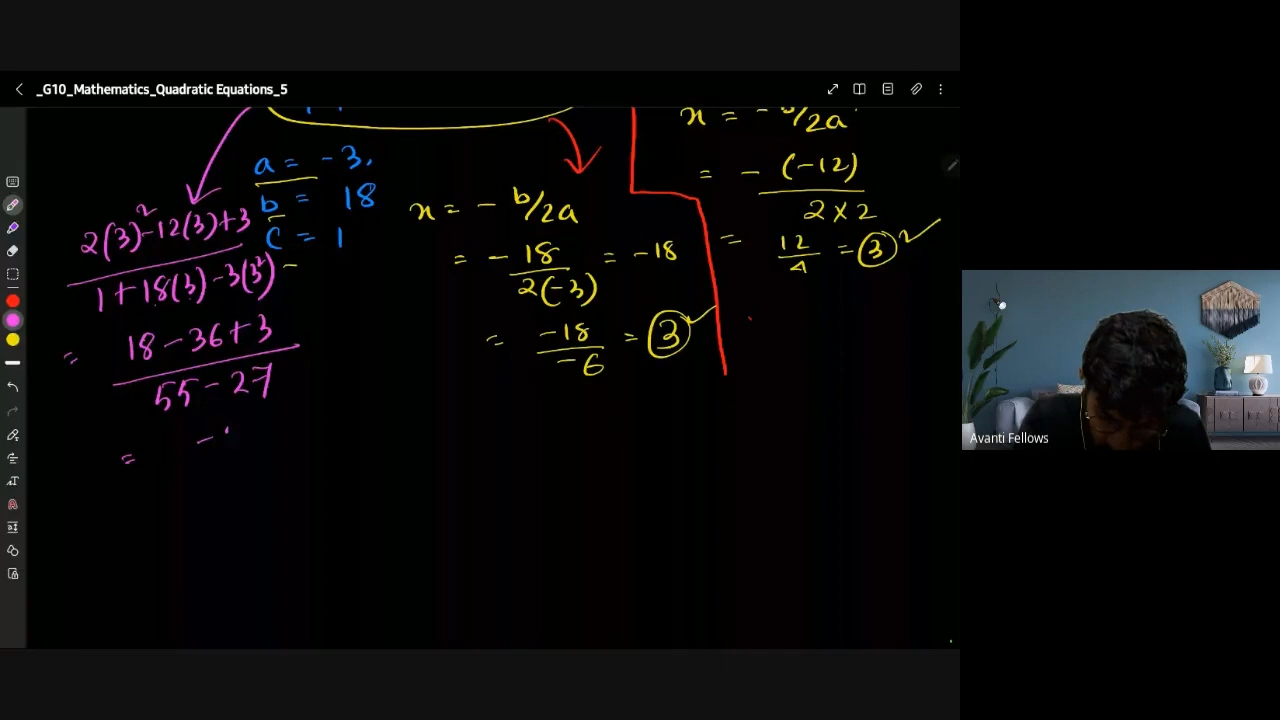 _G10_Mathematics_Quadratic Equations_5
x = - b/2a
= - (-12) / 2 × 2
= 12/4 = 3
a = -3,
b = 18
c = 1
x = - b/2a
= - 18 / 2(-3) = -18
= -18 / -6 = 3
2(3)² - 12(3) + 3 / 1 + 18(3) - 3(3²)
= 18 - 36 + 3 / 55 - 27
= -
Avanti Fellows